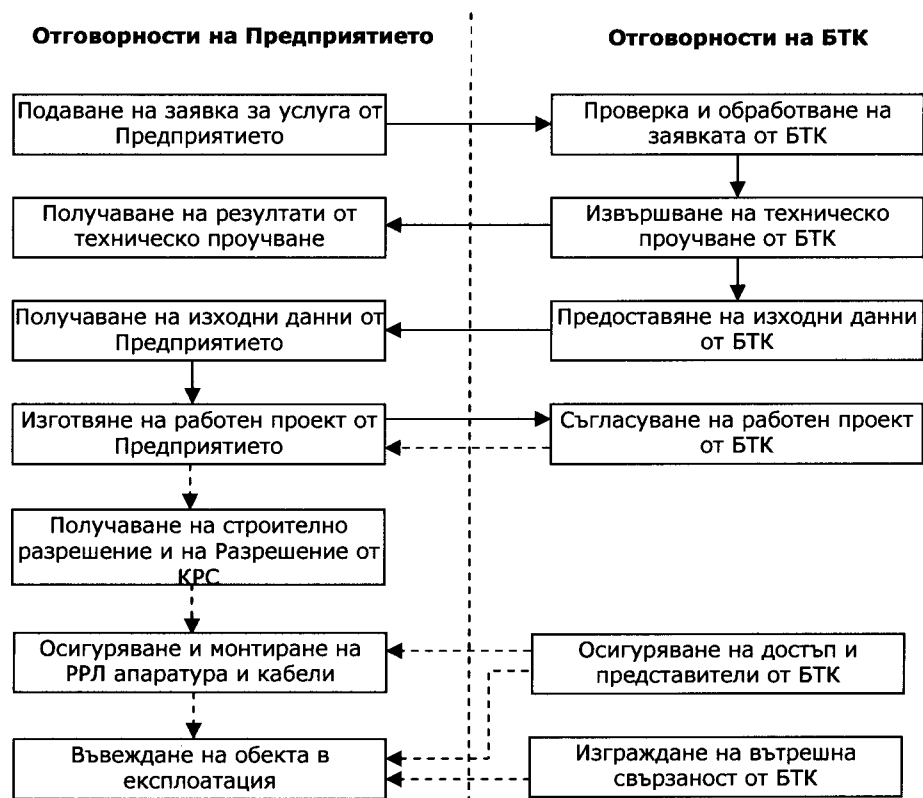 Отговорности на Предприятието
Отговорности на БТК
Подаване на заявка за услуга от
Предприятието
Проверка и обработване на
заявката от БТК
Получаване на резултати от
техническо проучване
Извършване на техническо
проучване от БТК
Получаване на изходни данни от
Предприятието
Предоставяне на изходни данни
от БТК
Изготвяне на работен проект от
Предприятието
Съгласуване на работен проект
от БТК
Получаване на строително
разрешение и на Разрешение от
КРС
Осигуряване и монтиране на
РРЛ апаратура и кабели
Осигуряване на достъп и
представители от БТК
Въвеждане на обекта в
експлоатация
Изграждане на вътрешна
свързаност от БТК